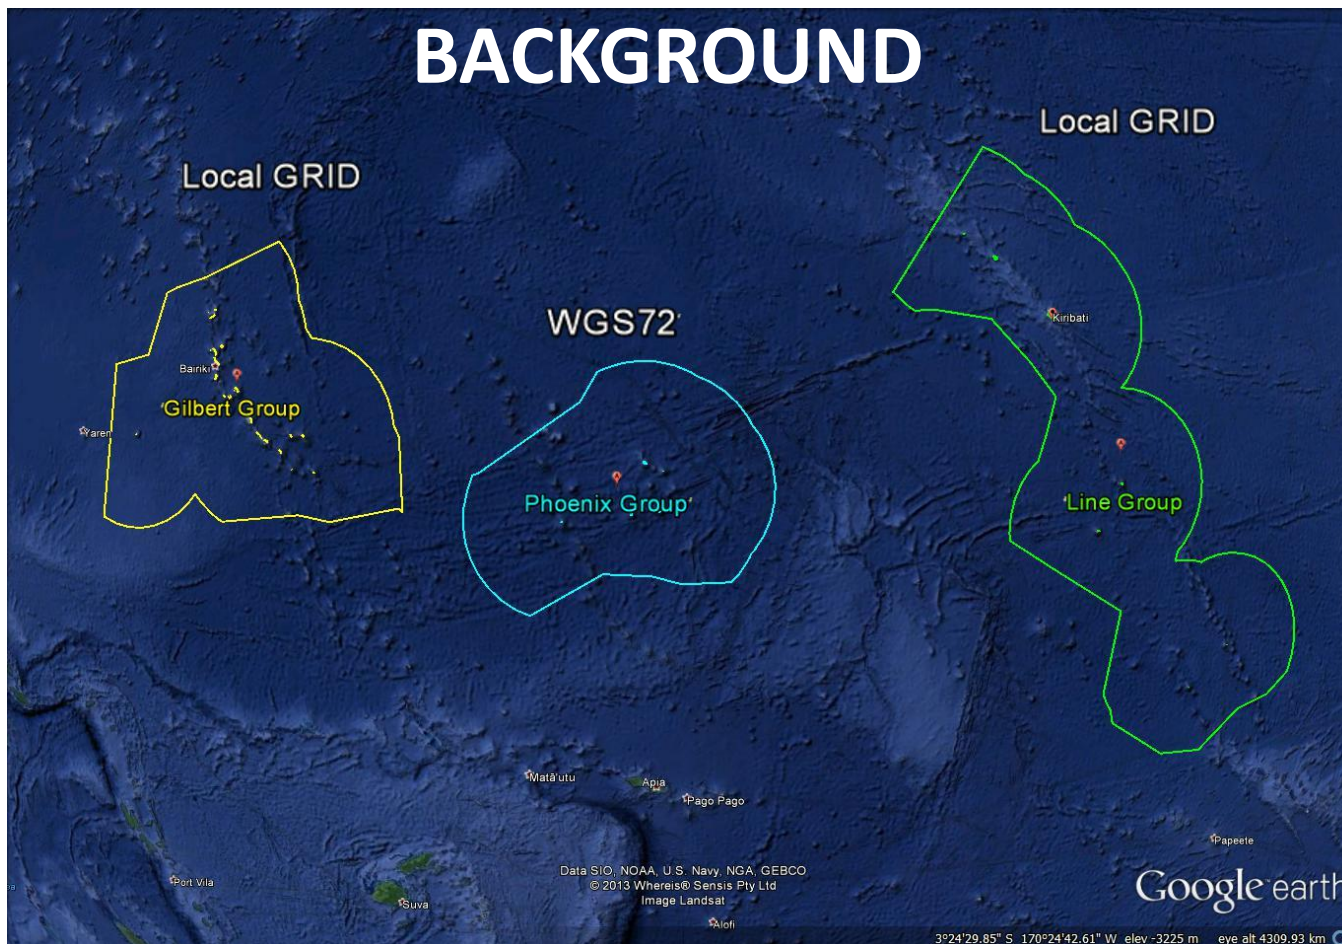 BACKGROUND
Local GRID
Local GRID
WGS72
Kiribati
Bairiki
Gilbert Group
Yaren
Phoenix Group
Line Group
Matā'utu
Apia
Pago Pago
Papeete
Port Vila
Suva
Alofi
Data SIO, NOAA, U.S. Navy, NGA, GEBCO
© 2013 Whereis® Sensis Pty Ltd
Image Landsat
Google earth
3°24'29.85" S 170°24'42.61" W elev -3225 m eye alt 4309.93 km